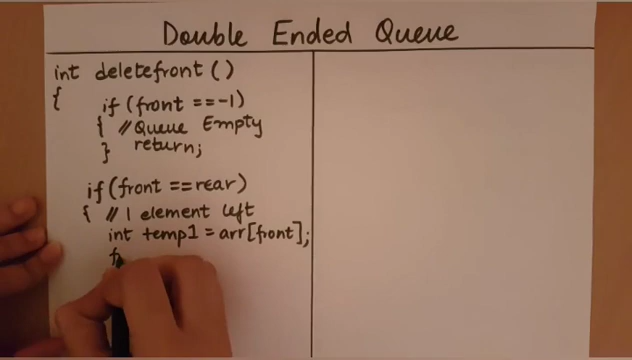 Double Ended Queue
int deletefront ()
{
if (front ==-1)
{ //Queue Empty
} return;
if (front ==rear)
{ // 1 element left
int temp1 = arr[front];